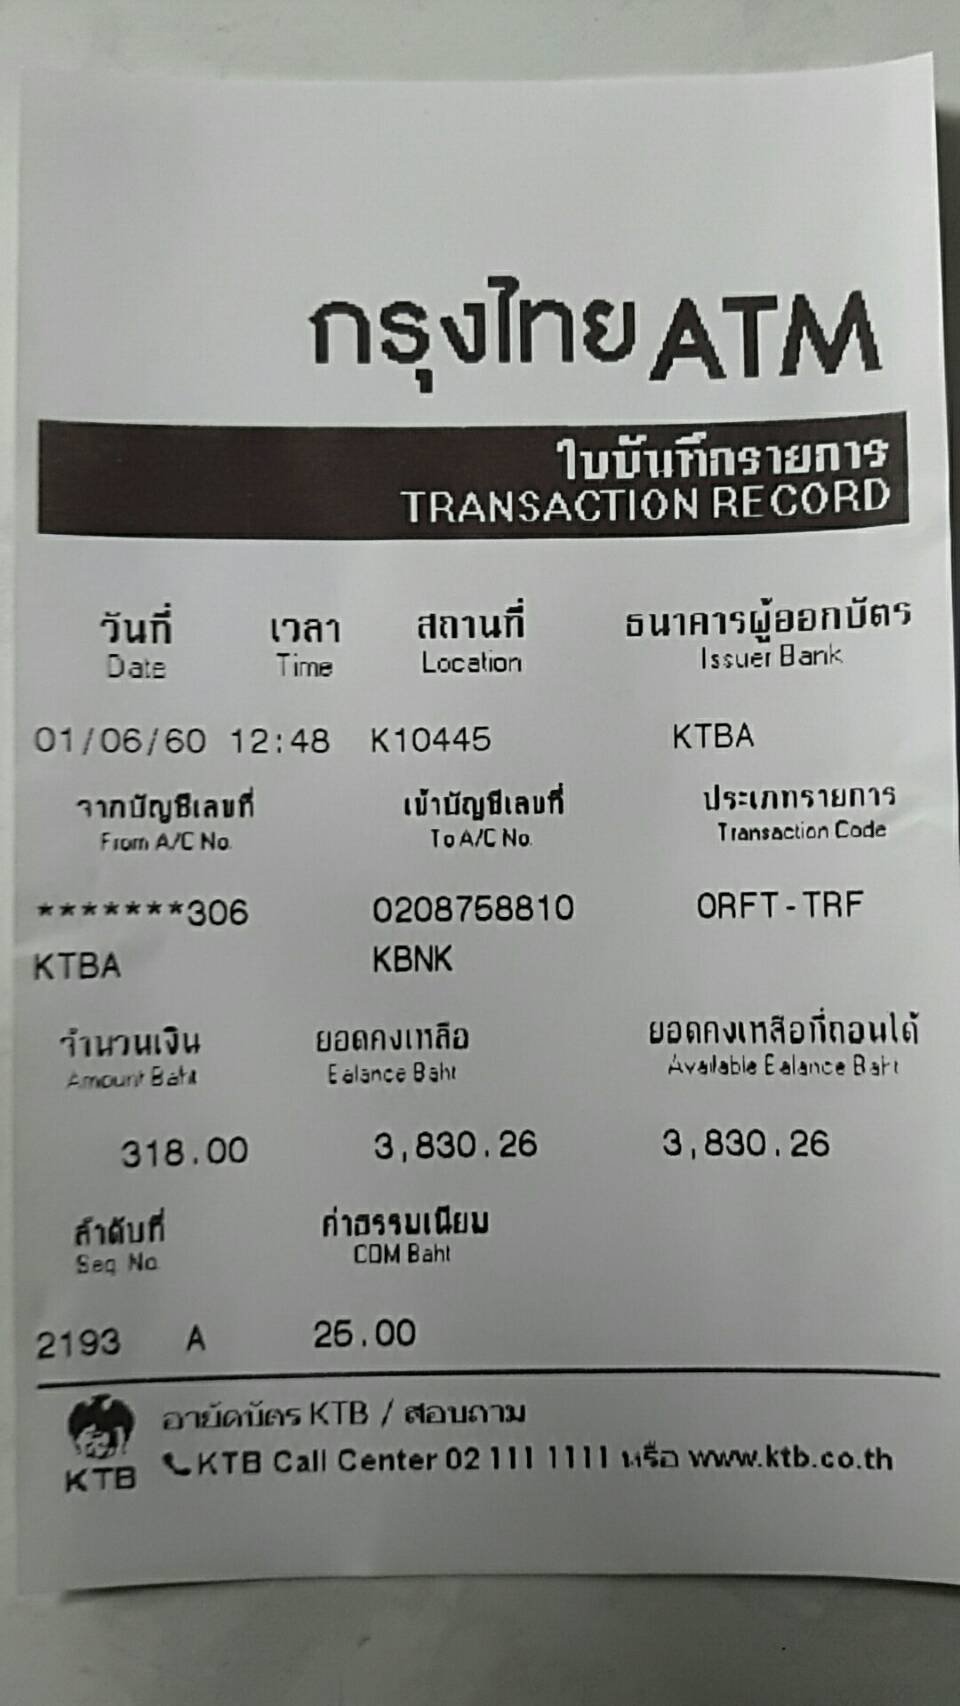 กรุงไทย ATM
ใบบันทึกรายการ
TRANSACTION RECORD
วันที่ เวลา สถานที่ ธนาคารผู้ออกบัตร
Date Time Location Issuer Bank
01/06/60 12:48 K10445 KTBA
จากบัญชีเลขที่ เข้าบัญชีเลขที่ ประเภทรายการ
From A/C No. To A/C No. Transaction Code
*******306 0208758810 ORFT-TRF
KTBA KBNK
จำนวนเงิน ยอดคงเหลือ ยอดคงเหลือที่ถอนได้
Amount Baht Balance Baht Available Balance Baht
318.00 3,830.26 3,830.26
ลำดับที่ ค่าธรรมเนียม
Seq No. COM Baht
2193 A 25.00
อายัดบัตร KTB / สอบถาม
KTB KTB Call Center 02 111 1111 หรือ www.ktb.co.th